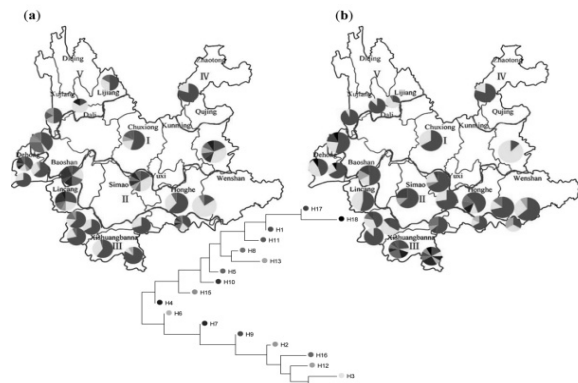 (a)
(b)
Diqing
Diqing
Zhaotong
Zhaotong
V
V
IV
IV
Nujiang
Lijiang
Nujiang
Lijiang
Qujing
Qujing
Dali
Dali
Chuxiong
Kunming
Chuxiong
Kunming
I
I
Dehong
Baoshan
Dehong
Baoshan
Yuxi
Wenshan
Wenshan
Simao
Simao
Lincang
Honghe
Lincang
Honghe
II
II
Xishuangbanna
Xishuangbanna
III
III
H17
H18
H1
H11
H8
H13
H5
H10
H15
H4
H6
H7
H9
H2
H16
H12
H3